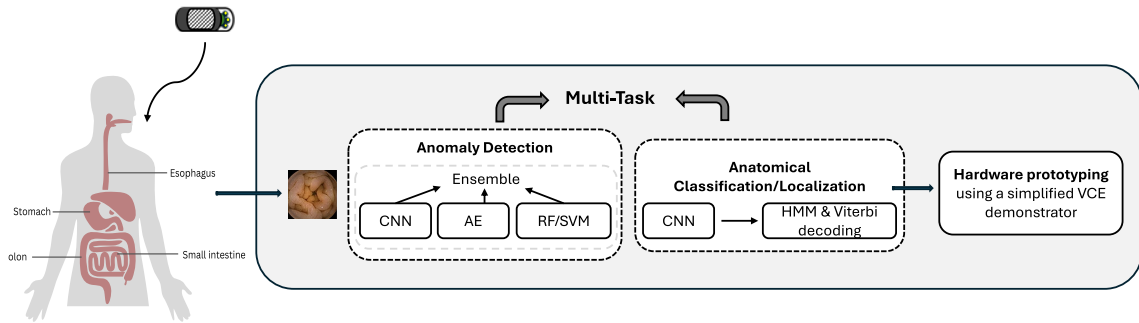 Multi-Task
Anomaly Detection
Ensemble
CNN
AE
RF/SVM
Anatomical
Classification/Localization
CNN
HMM & Viterbi
decoding
Hardware prototyping
using a simplified VCE
demonstrator
Esophagus
Stomach
olon
Small intestine